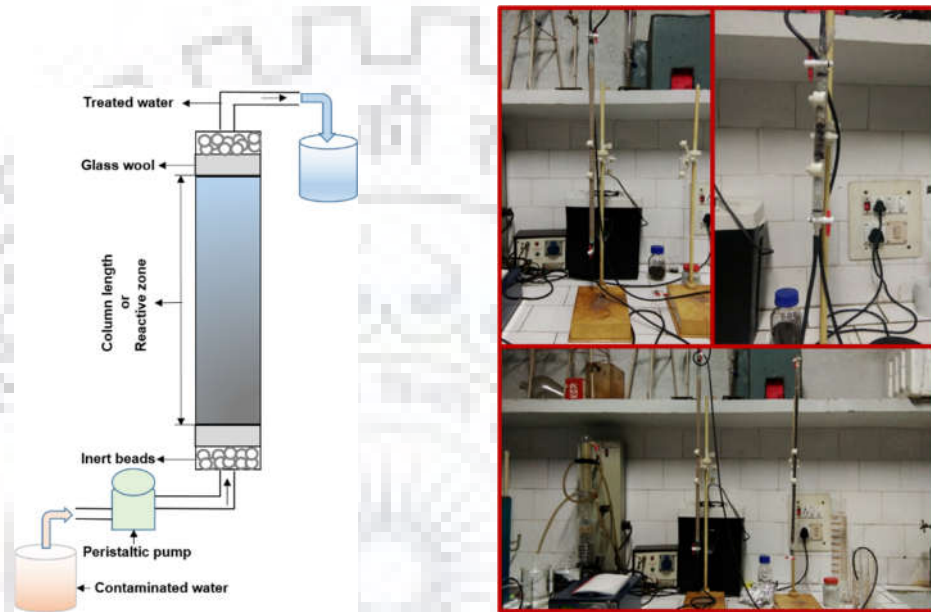 Treated water
Glass wool
Column length
or
Reactive zone
Inert beads
Peristaltic pump
Contaminated water